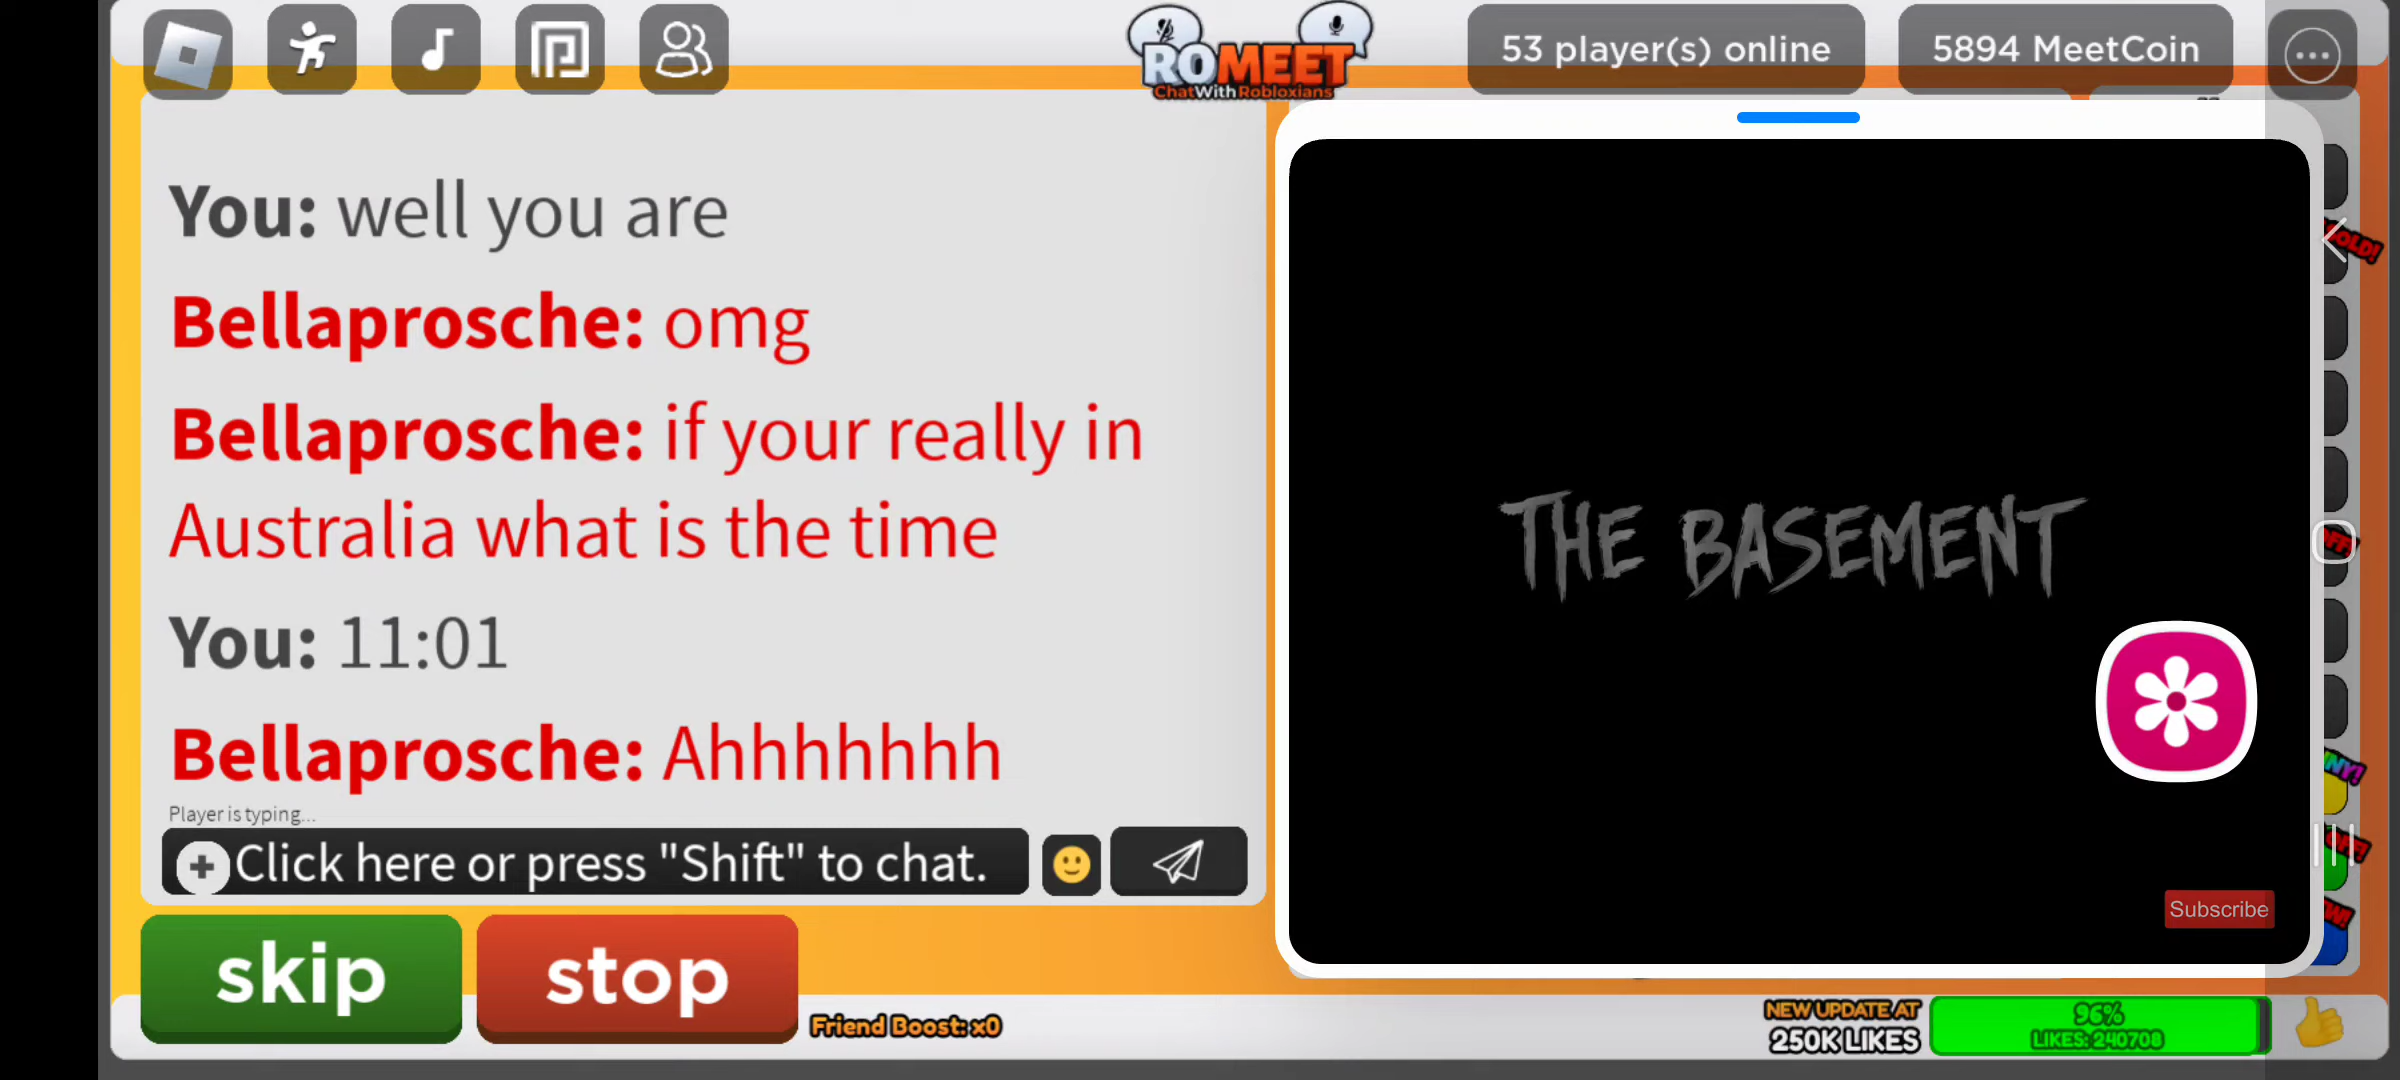 ROMEET
ChatWithRobloxians
53 player(s) online
5894 MeetCoin
You: well you are
Bellaprosche: omg
Bellaprosche: if your really in
Australia what is the time
You: 11:01
Bellaprosche: Ahhhhhhh
Player is typing...
Click here or press "Shift" to chat.
skip
stop
Friend Boost: x0
THE BASEMENT
Subscribe
NEW UPDATE AT
250K LIKES
96%
LIKES: 240708